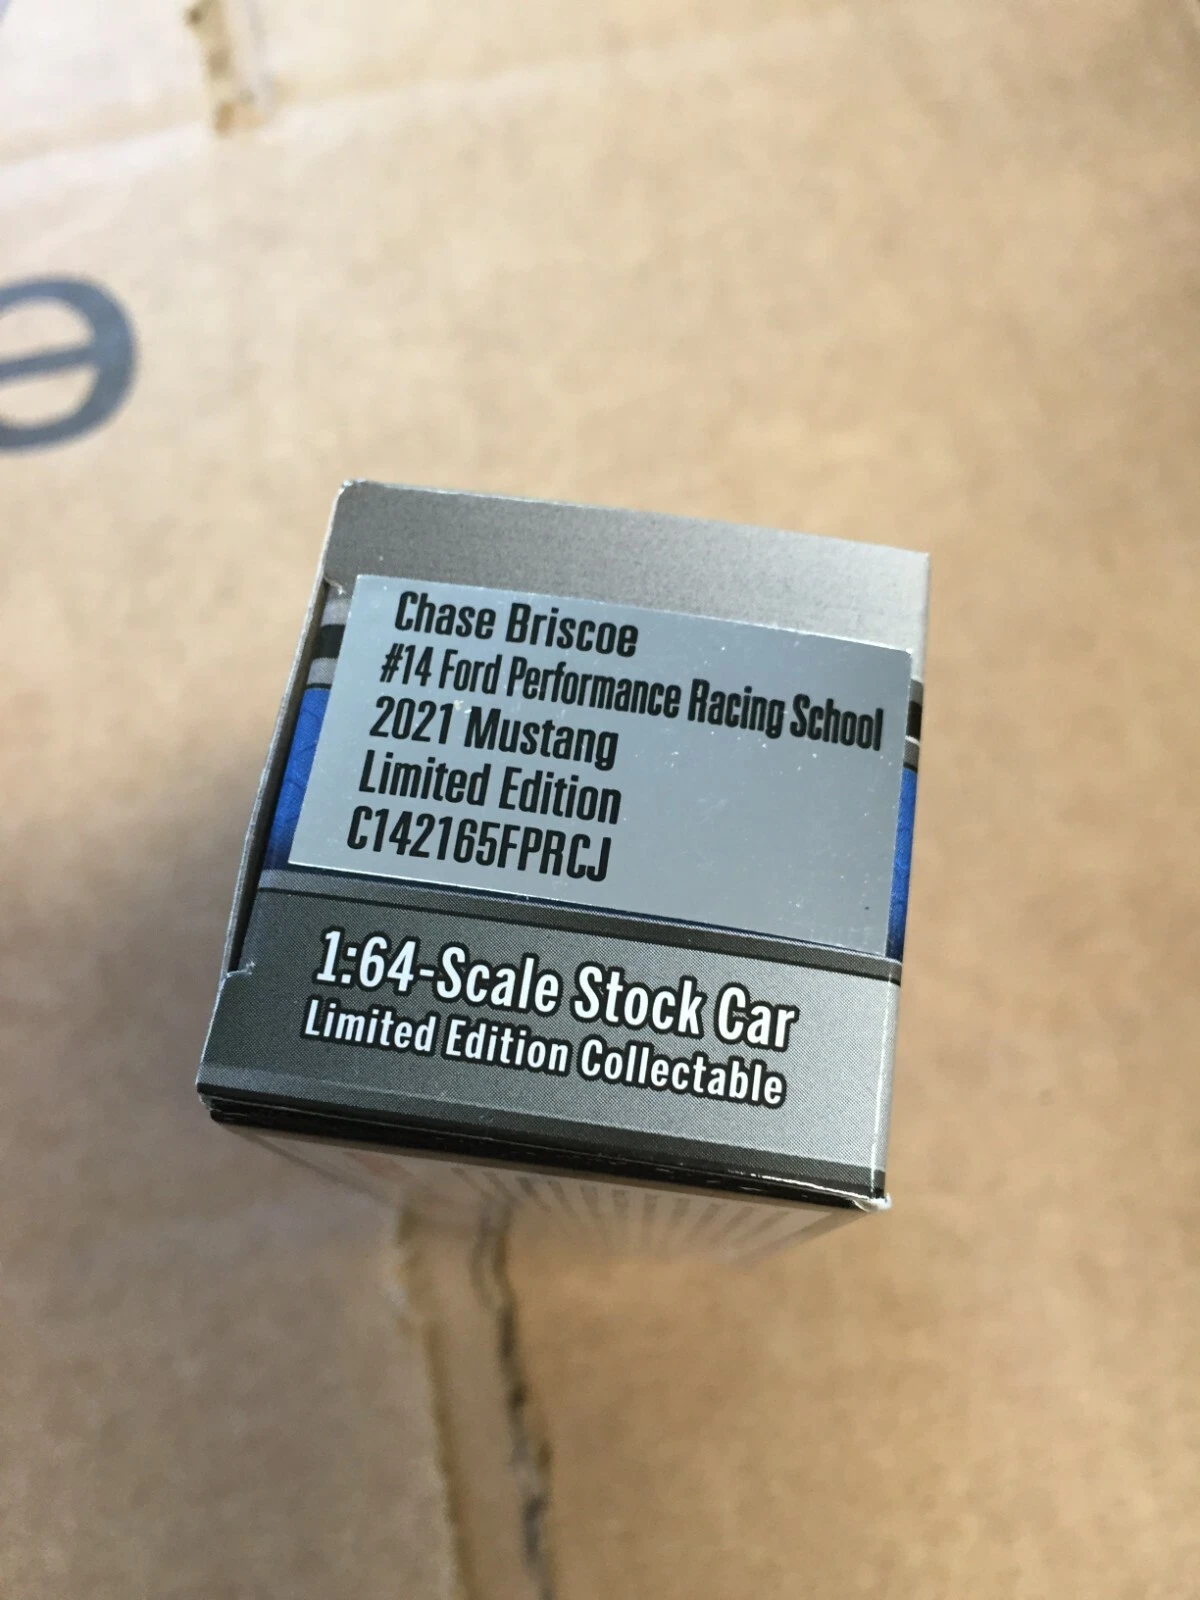 e
Chase Briscoe
#14 Ford Performance Racing School
2021 Mustang
Limited Edition
C142165FPRCJ
1:64-Scale Stock Car
Limited Edition Collectable